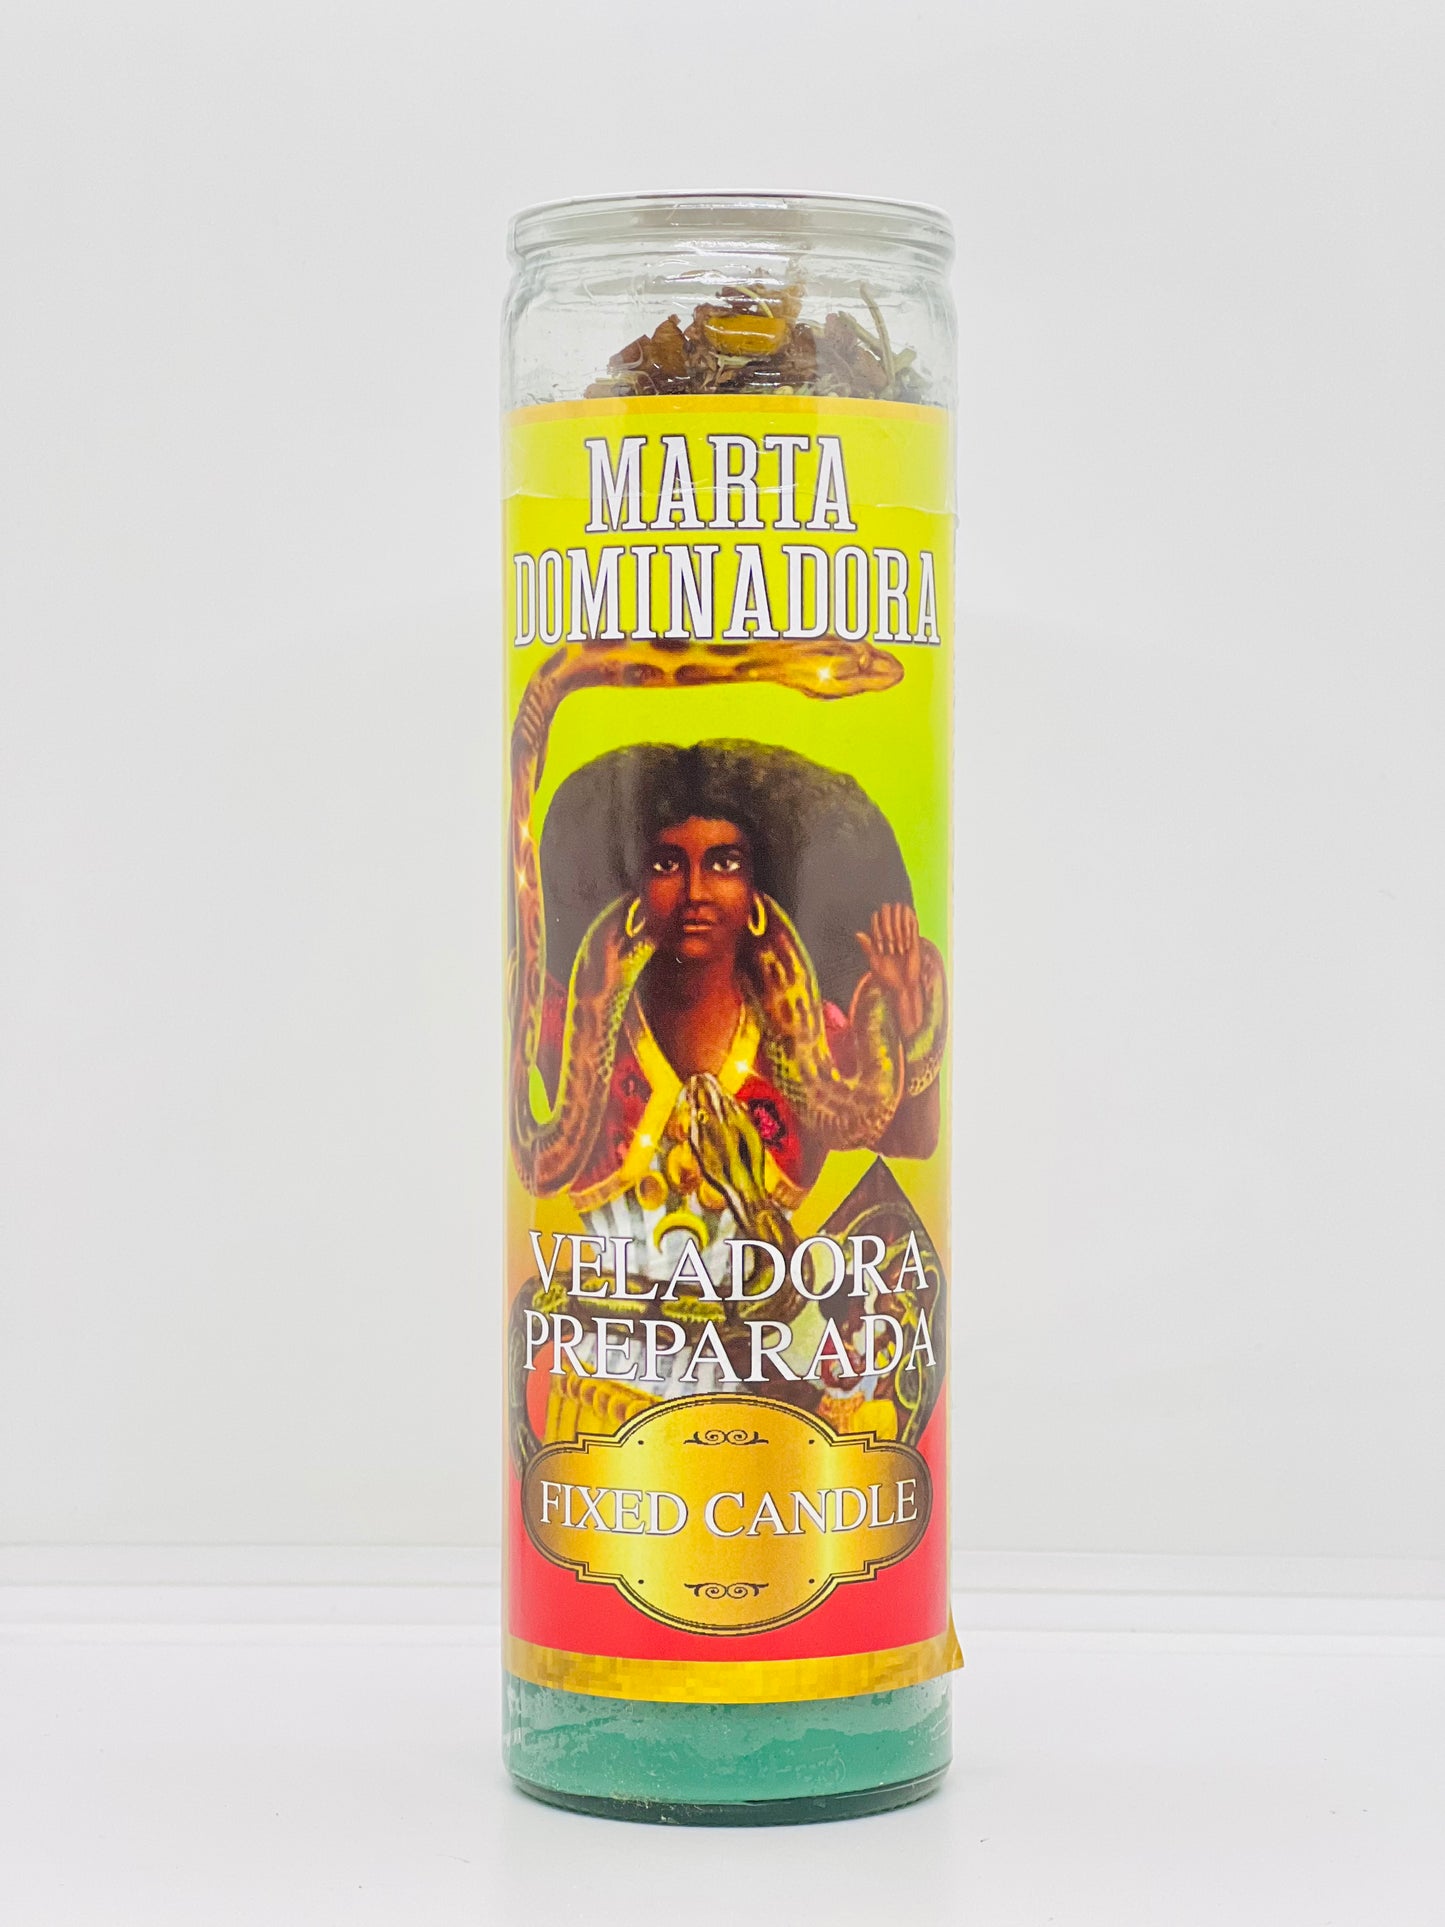 MARTA
DOMINADORA
VELADORA
PREPARADA
FIXED CANDLE